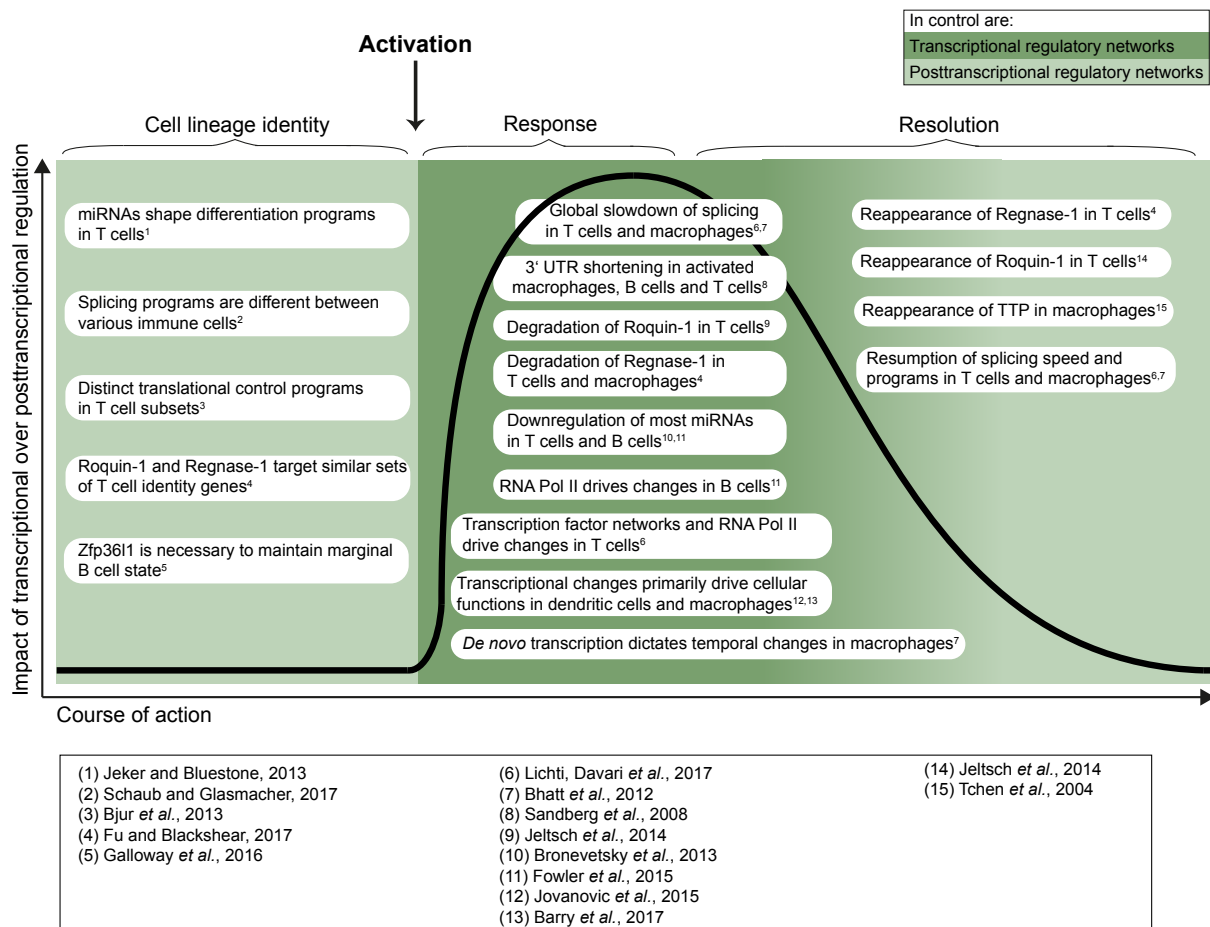 In control are:
Transcriptional regulatory networks
Posttranscriptional regulatory networks
Activation
Cell lineage identity
Response
Resolution
Impact of transcriptional over posttranscriptional regulation
miRNAs shape differentiation programs
in T cells¹
Splicing programs are different between
various immune cells²
Distinct translational control programs
in T cell subsets³
Roquin-1 and Regnase-1 target similar sets
of T cell identity genes⁴
Zfp36l1 is necessary to maintain marginal
B cell state⁵
Global slowdown of splicing
in T cells and macrophages⁶,⁷
3‘ UTR shortening in activated
macrophages, B cells and T cells⁸
Degradation of Roquin-1 in T cells⁹
Degradation of Regnase-1 in
T cells and macrophages⁴
Downregulation of most miRNAs
in T cells and B cells¹⁰,¹¹
RNA Pol II drives changes in B cells¹¹
Transcription factor networks and RNA Pol II
drive changes in T cells⁶
Transcriptional changes primarily drive cellular
functions in dendritic cells and macrophages¹²,¹³
De novo transcription dictates temporal changes in macrophages⁷
Reappearance of Regnase-1 in T cells⁴
Reappearance of Roquin-1 in T cells¹⁴
Reappearance of TTP in macrophages¹⁵
Resumption of splicing speed and
programs in T cells and macrophages⁶,⁷
Course of action
(1) Jeker and Bluestone, 2013
(2) Schaub and Glasmacher, 2017
(3) Bjur et al., 2013
(4) Fu and Blackshear, 2017
(5) Galloway et al., 2016
(6) Lichti, Davari et al., 2017
(7) Bhatt et al., 2012
(8) Sandberg et al., 2008
(9) Jeltsch et al., 2014
(10) Bronevetsky et al., 2013
(11) Fowler et al., 2015
(12) Jovanovic et al., 2015
(13) Barry et al., 2017
(14) Jeltsch et al., 2014
(15) Tchen et al., 2004